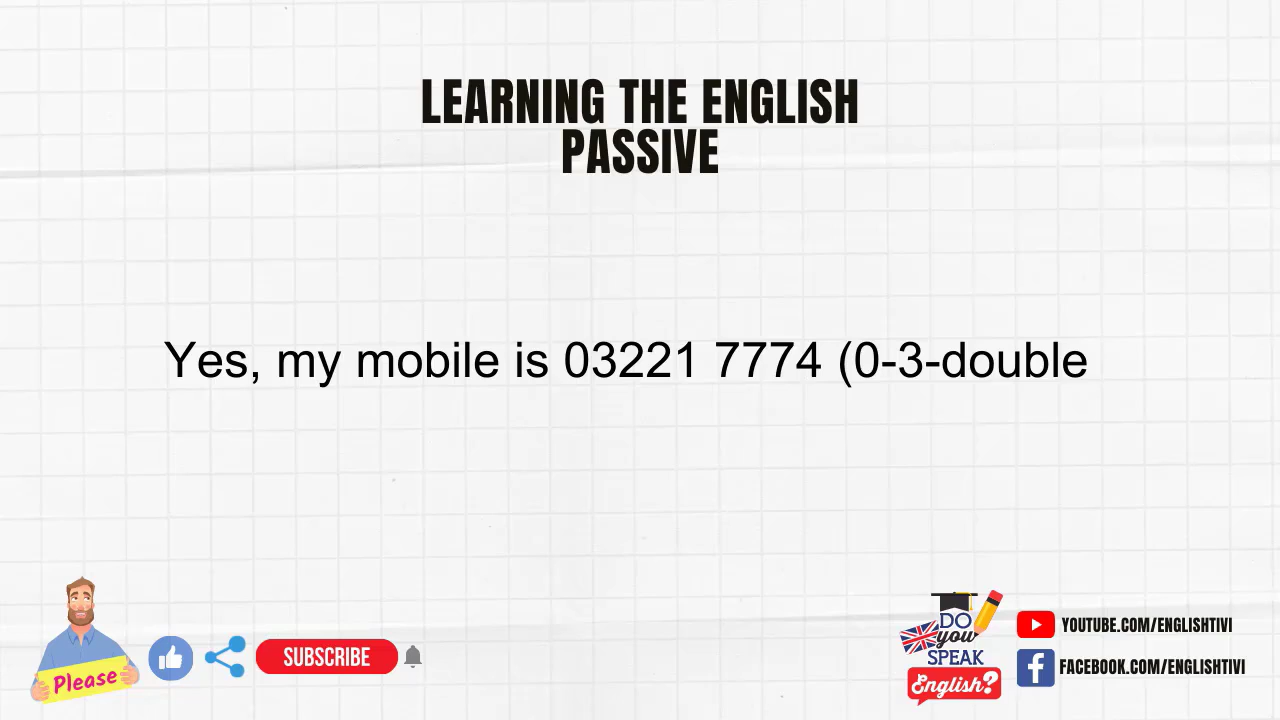 LEARNING THE ENGLISH
PASSIVE
Yes, my mobile is 03221 7774 (0-3-double
Please
SUBSCRIBE
DO
you
SPEAK
English?
YOUTUBE.COM/ENGLISHTIVI
FACEBOOK.COM/ENGLISHTIVI